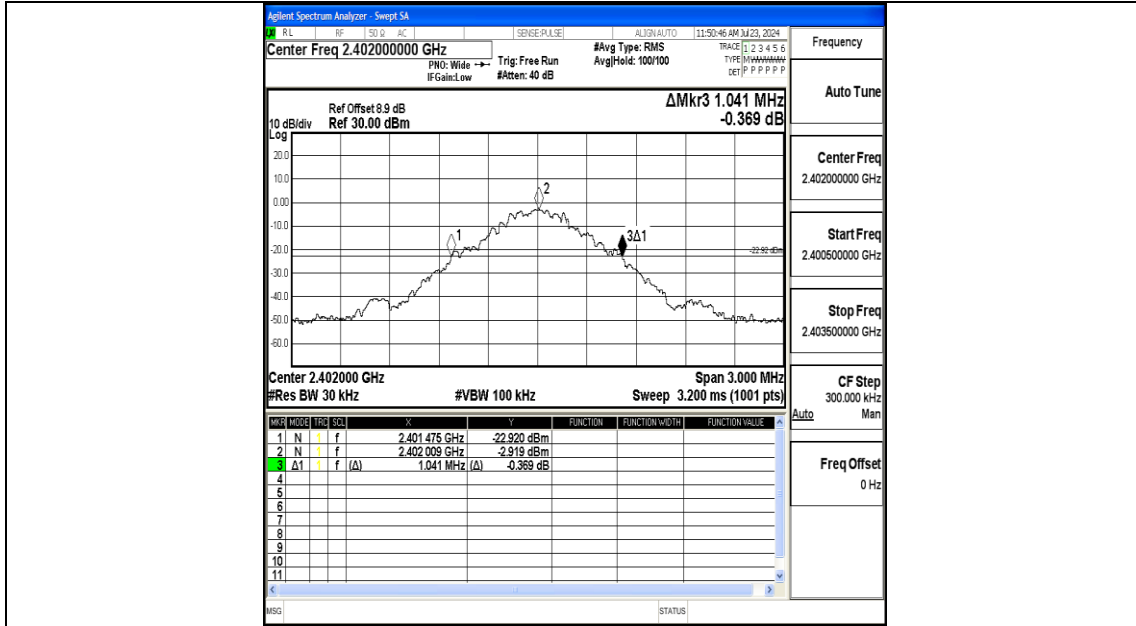 Agilent Spectrum Analyzer - Swept SA
RL RF 50 Ω AC SENSE:PULSE ALIGN AUTO 11:50:46 AM Jul 23, 2024
Center Freq 2.402000000 GHz
#Avg Type: RMS
TRACE 1 2 3 4 5 6
PNO: Wide
Trig: Free Run
Avg|Hold: 100/100
TYPE
IFGain:Low
#Atten: 40 dB
DET P P P P P P
ΔMkr3 1.041 MHz
-0.369 dB
Ref Offset 8.9 dB
10 dB/div Ref 30.00 dBm
Log
20.0
10.0
0.00
-10.0
-20.0
-30.0
-40.0
-50.0
-60.0
1
2
3Δ1
-22.92 dBm
Center 2.402000 GHz Span 3.000 MHz
#Res BW 30 kHz #VBW 100 kHz Sweep 3.200 ms (1001 pts)
MKR MODE TRC SCL X Y FUNCTION FUNCTION WIDTH FUNCTION VALUE
1 N 1 f 2.401 475 GHz -22.920 dBm
2 N 1 f 2.402 009 GHz -2.919 dBm
3 Δ1 1 f (Δ) 1.041 MHz (Δ) -0.369 dB
4
5
6
7
8
9
10
11
MSG STATUS
Frequency
Auto Tune
Center Freq
2.402000000 GHz
Start Freq
2.400500000 GHz
Stop Freq
2.403500000 GHz
CF Step
300.000 kHz
Auto Man
Freq Offset
0 Hz